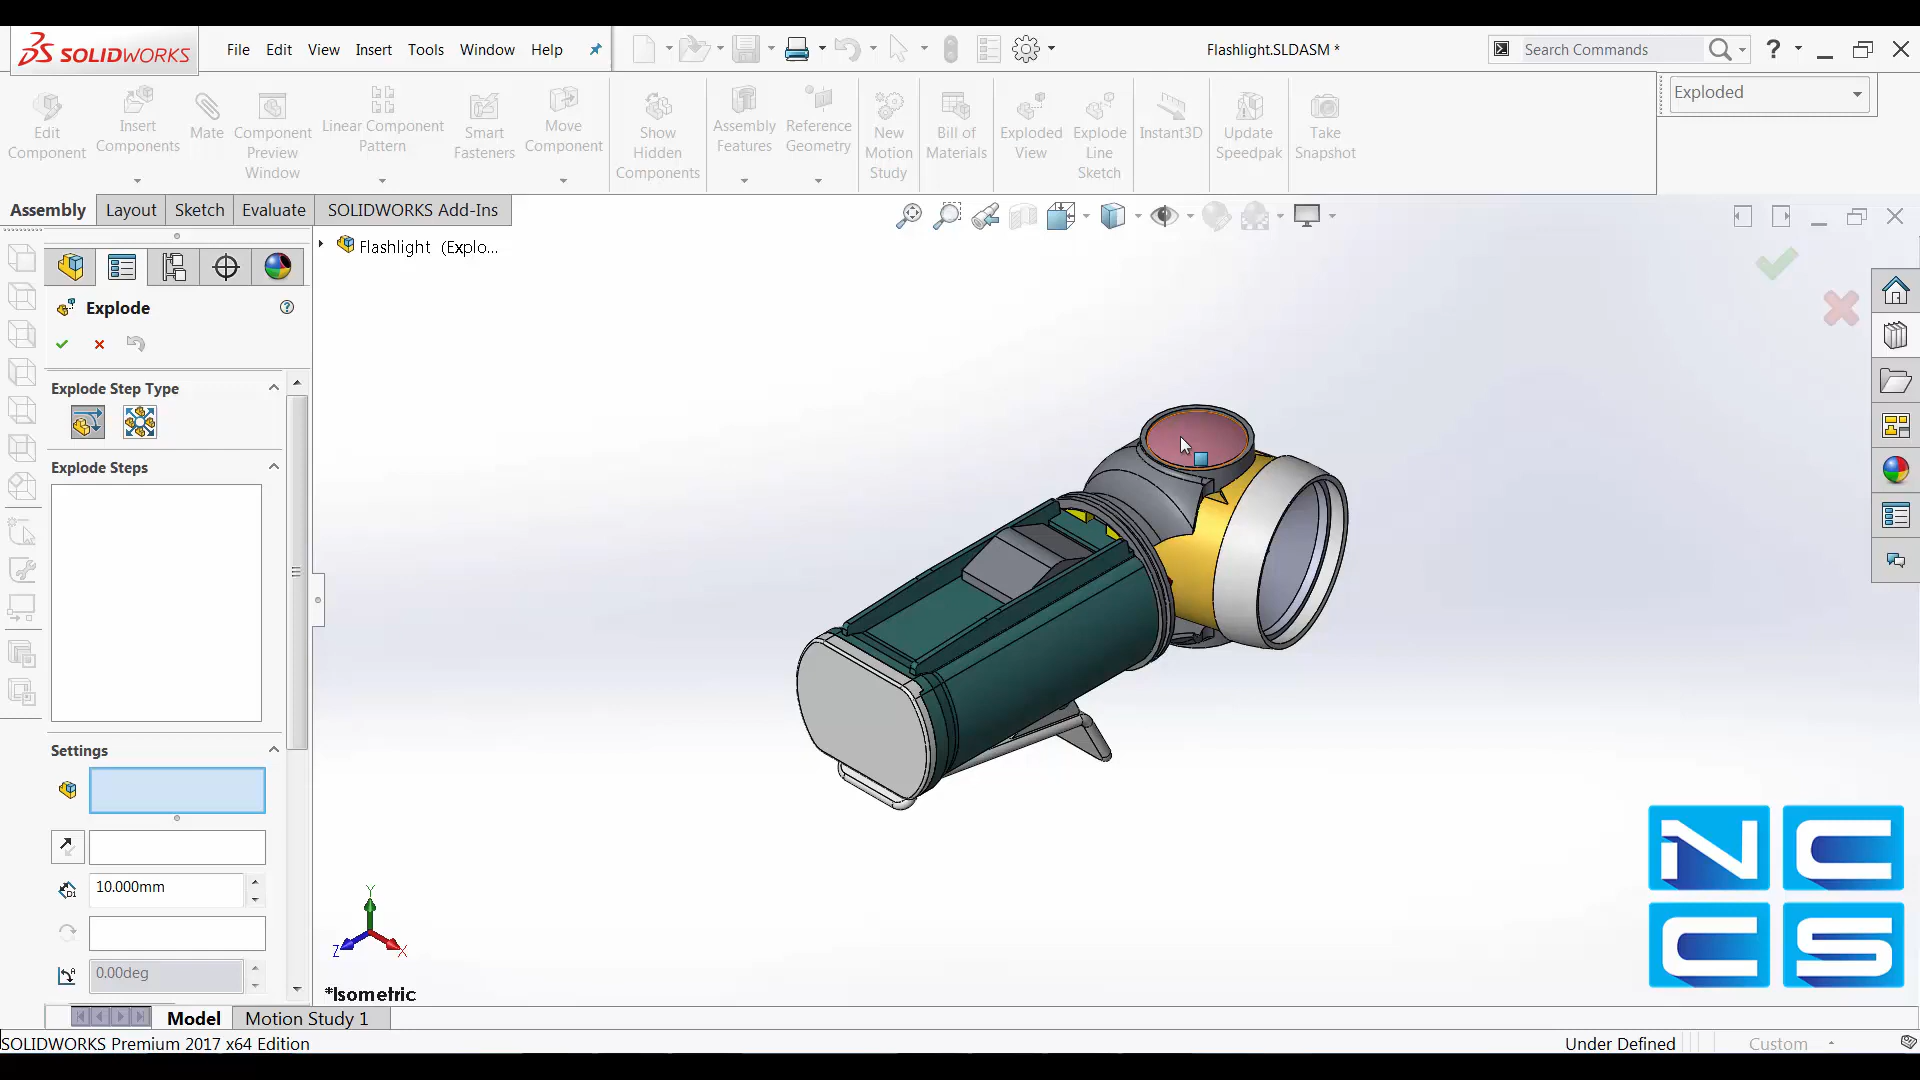 SOLIDWORKS
File Edit View Insert Tools Window Help
Flashlight.SLDASM *
Search Commands
?
Edit Component
Insert Components
Mate
Component Preview Window
Linear Component Pattern
Smart Fasteners
Move Component
Show Hidden Components
Assembly Features
Reference Geometry
New Motion Study
Bill of Materials
Exploded View
Explode Line Sketch
Instant3D
Update Speedpak
Take Snapshot
Exploded
Assembly Layout Sketch Evaluate SOLIDWORKS Add-Ins
Flashlight (Explo...
Explode
?
Explode Step Type
Explode Steps
Settings
10.000mm
0.00deg
Y
Z
X
*Isometric
NC
CS
Model Motion Study 1
SOLIDWORKS Premium 2017 x64 Edition
Under Defined
Custom